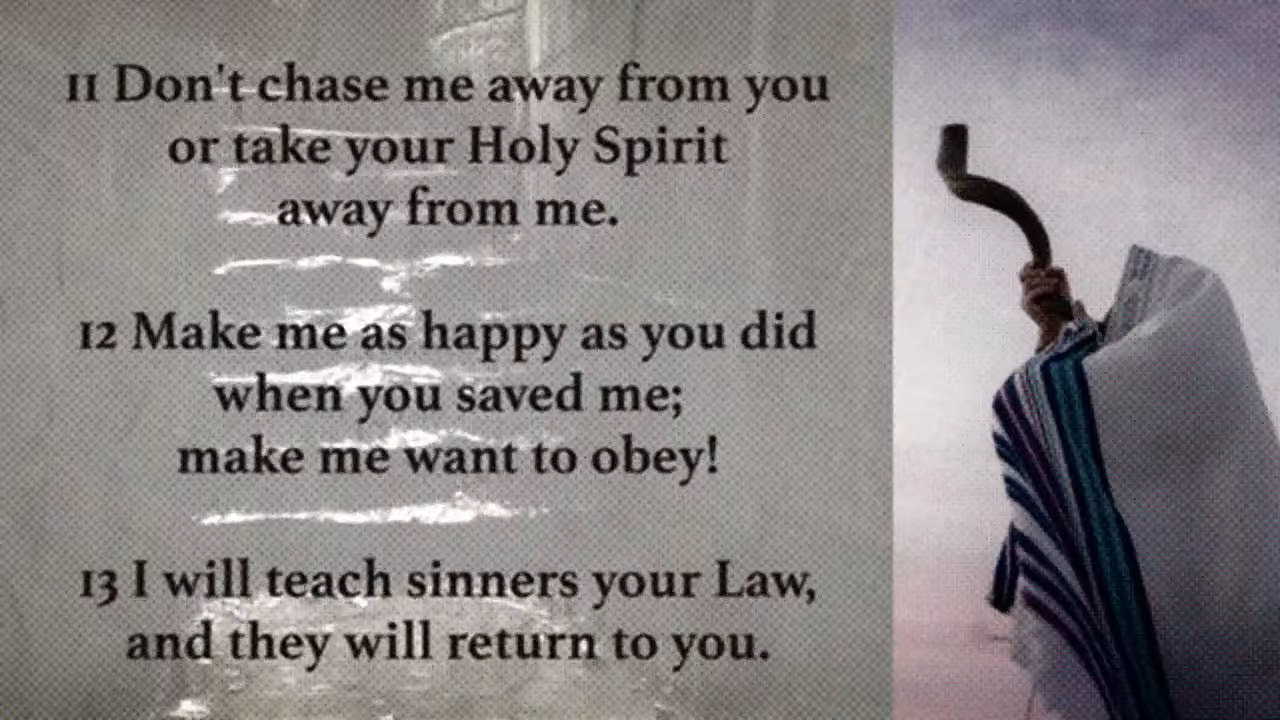 11 Don't chase me away from you
or take your Holy Spirit
away from me.
12 Make me as happy as you did
when you saved me;
make me want to obey!
13 I will teach sinners your Law,
and they will return to you.